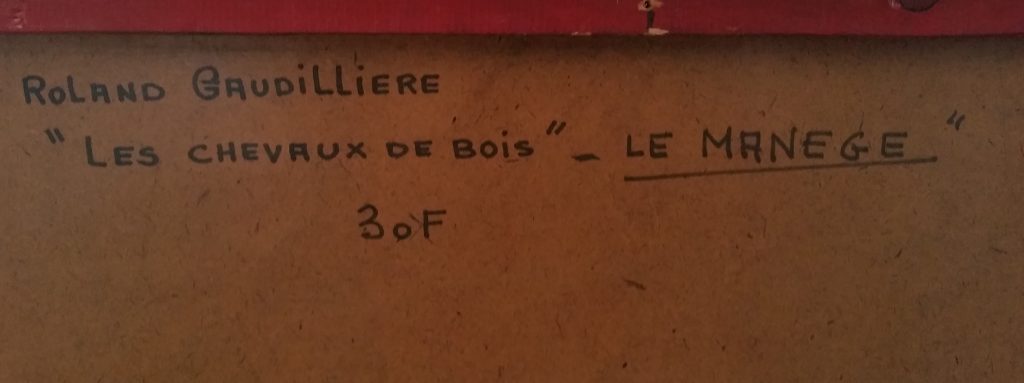 ROLAND GAUDILLIERE
" LES CHEVAUX DE BOIS " - LE MANEGE "
30F